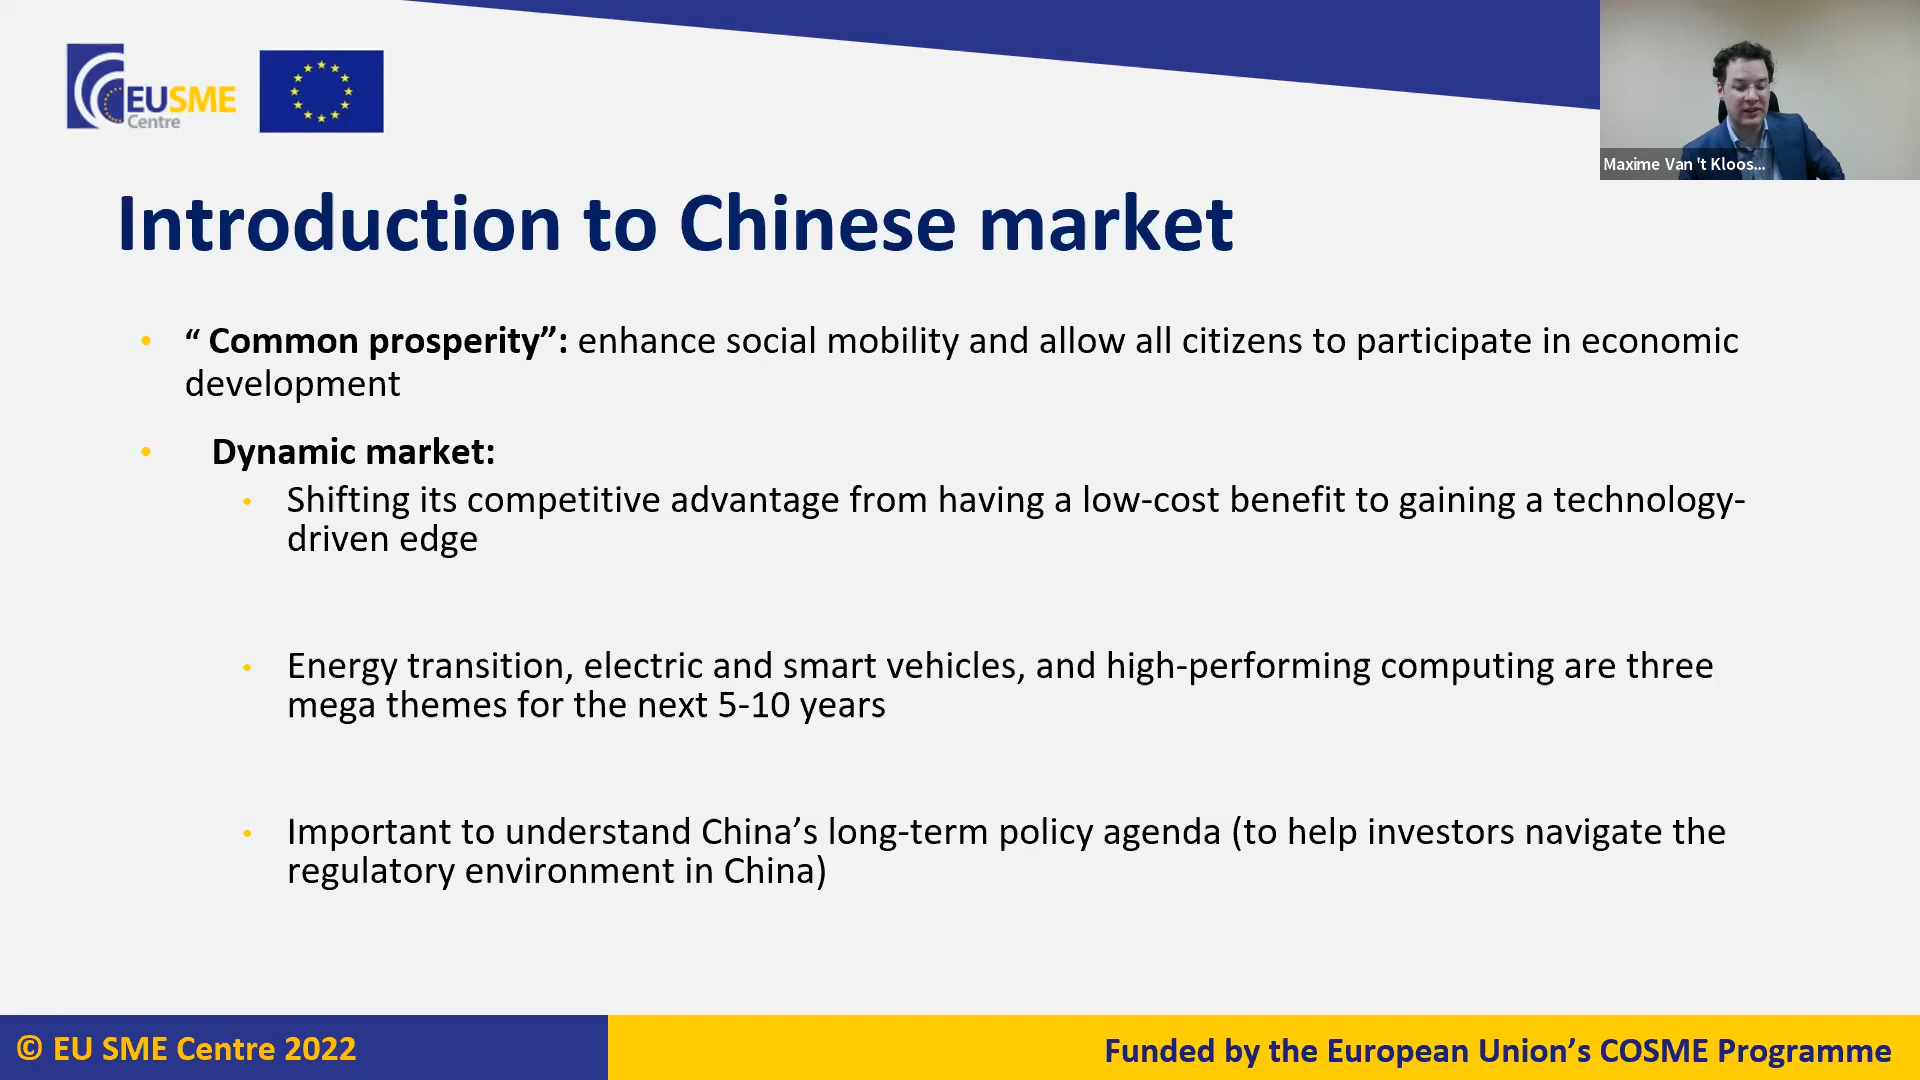 EUSME
Centre
Maxime Van 't Kloos...
Introduction to Chinese market
• “ Common prosperity”: enhance social mobility and allow all citizens to participate in economic
development
• Dynamic market:
• Shifting its competitive advantage from having a low-cost benefit to gaining a technology-
driven edge
• Energy transition, electric and smart vehicles, and high-performing computing are three
mega themes for the next 5-10 years
• Important to understand China’s long-term policy agenda (to help investors navigate the
regulatory environment in China)
© EU SME Centre 2022
Funded by the European Union’s COSME Programme